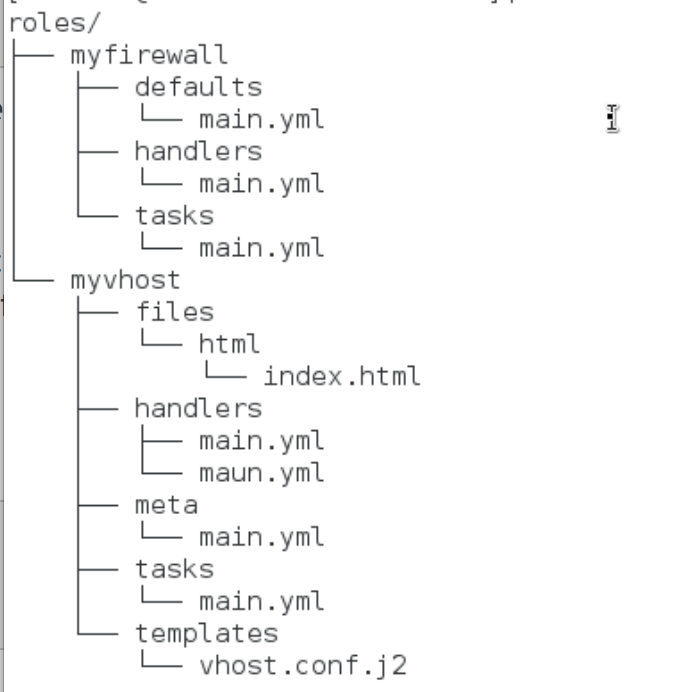 roles/
├── myfirewall
│   ├── defaults
│   │   └── main.yml
│   ├── handlers
│   │   └── main.yml
│   └── tasks
│       └── main.yml
└── myvhost
    ├── files
    │   └── html
    │       └── index.html
    ├── handlers
    │   ├── main.yml
    │   └── maun.yml
    ├── meta
    │   └── main.yml
    ├── tasks
    │   └── main.yml
    └── templates
        └── vhost.conf.j2